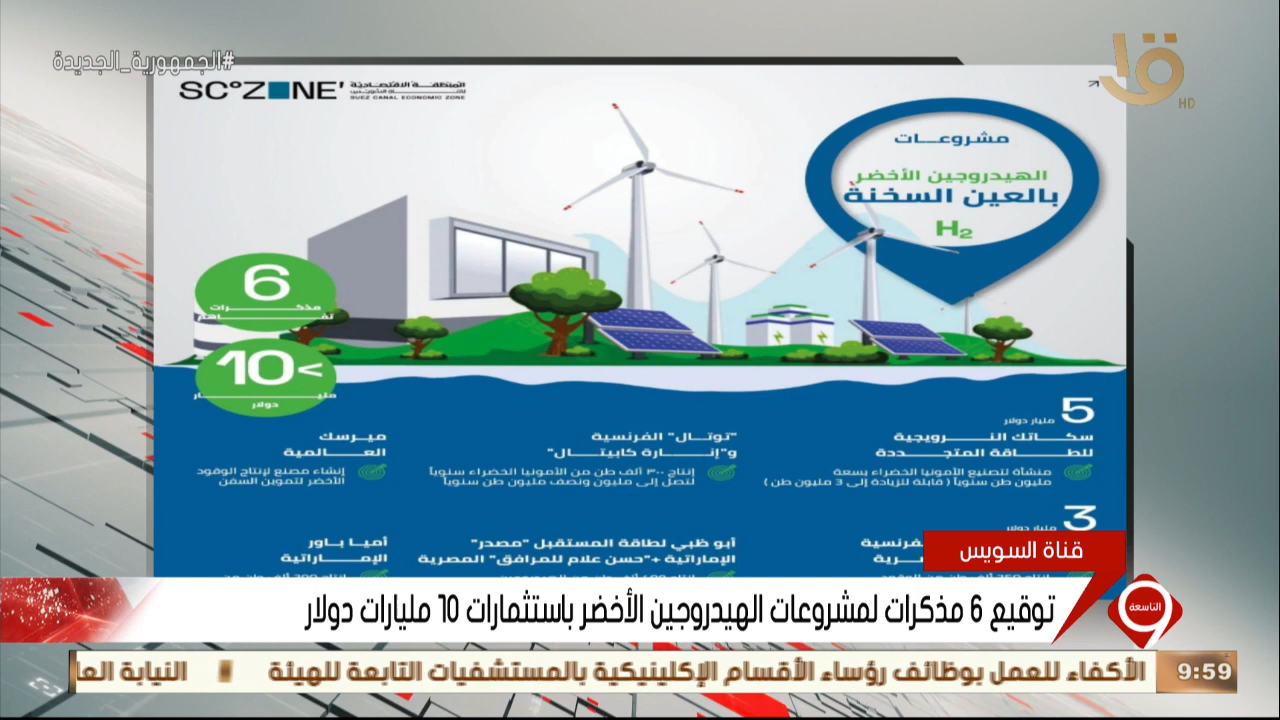 #الجمهورية_الجديدة
HD
SC°ZONE'
المنطقة الاقتصادية
SUEZ CANAL ECONOMIC ZONE
مشروعات
الهيدروجين الأخضر
بالعين السخنة
H₂
6
مذكرات
تفاهم
10<
مليار
دولار
5 مليار دولار
سكاتك النرويجية
للطاقة المتجددة
منشأة لتصنيع الأمونيا الخضراء بسعة
مليون طن سنوياً ( قابلة للزيادة إلى 3 مليون طن )
"توتال" الفرنسية
و"إنارة كابيتال"
إنتاج ٣٠٠ ألف طن من الأمونيا الخضراء سنوياً
لتصل إلى مليون ونصف مليون طن سنوياً
ميرسك
العالمية
إنشاء مصنع لإنتاج الوقود
الأخضر لتموين السفن
3 مليار دولار
أبو ظبي لطاقة المستقبل "مصدر"
الإماراتية +"حسن علام للمرافق" المصرية
أميا باور
الإماراتية
قناة السويس
التاسعة
توقيع 6 مذكرات لمشروعات الهيدروجين الأخضر باستثمارات 10 مليارات دولار
9:59
الأكفاء للعمل بوظائف رؤساء الأقسام الإكلينيكية بالمستشفيات التابعة للهيئة
النيابة العا